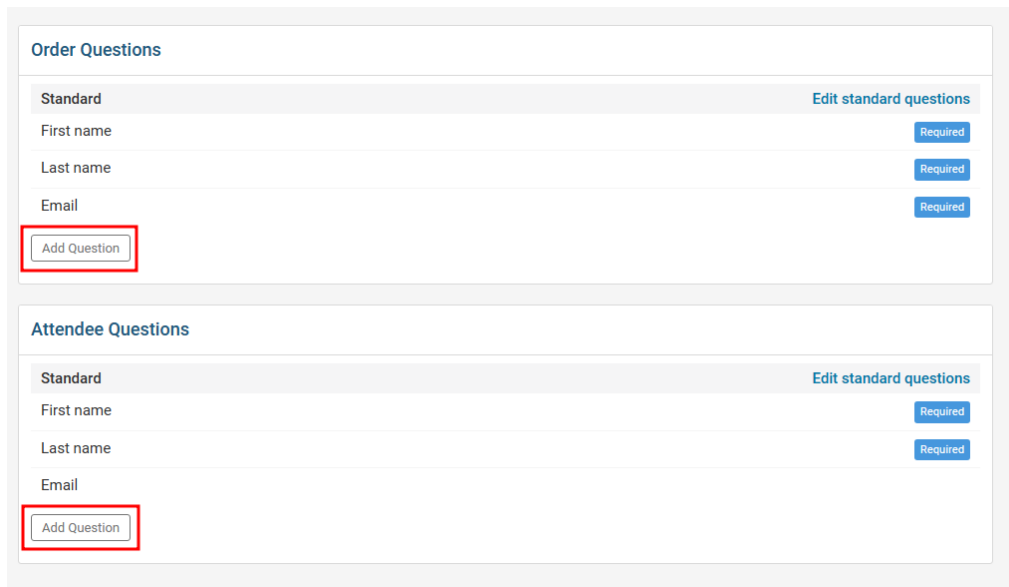 Order Questions
Standard Edit standard questions
First name Required
Last name Required
Email Required
Add Question
Attendee Questions
Standard Edit standard questions
First name Required
Last name Required
Email
Add Question